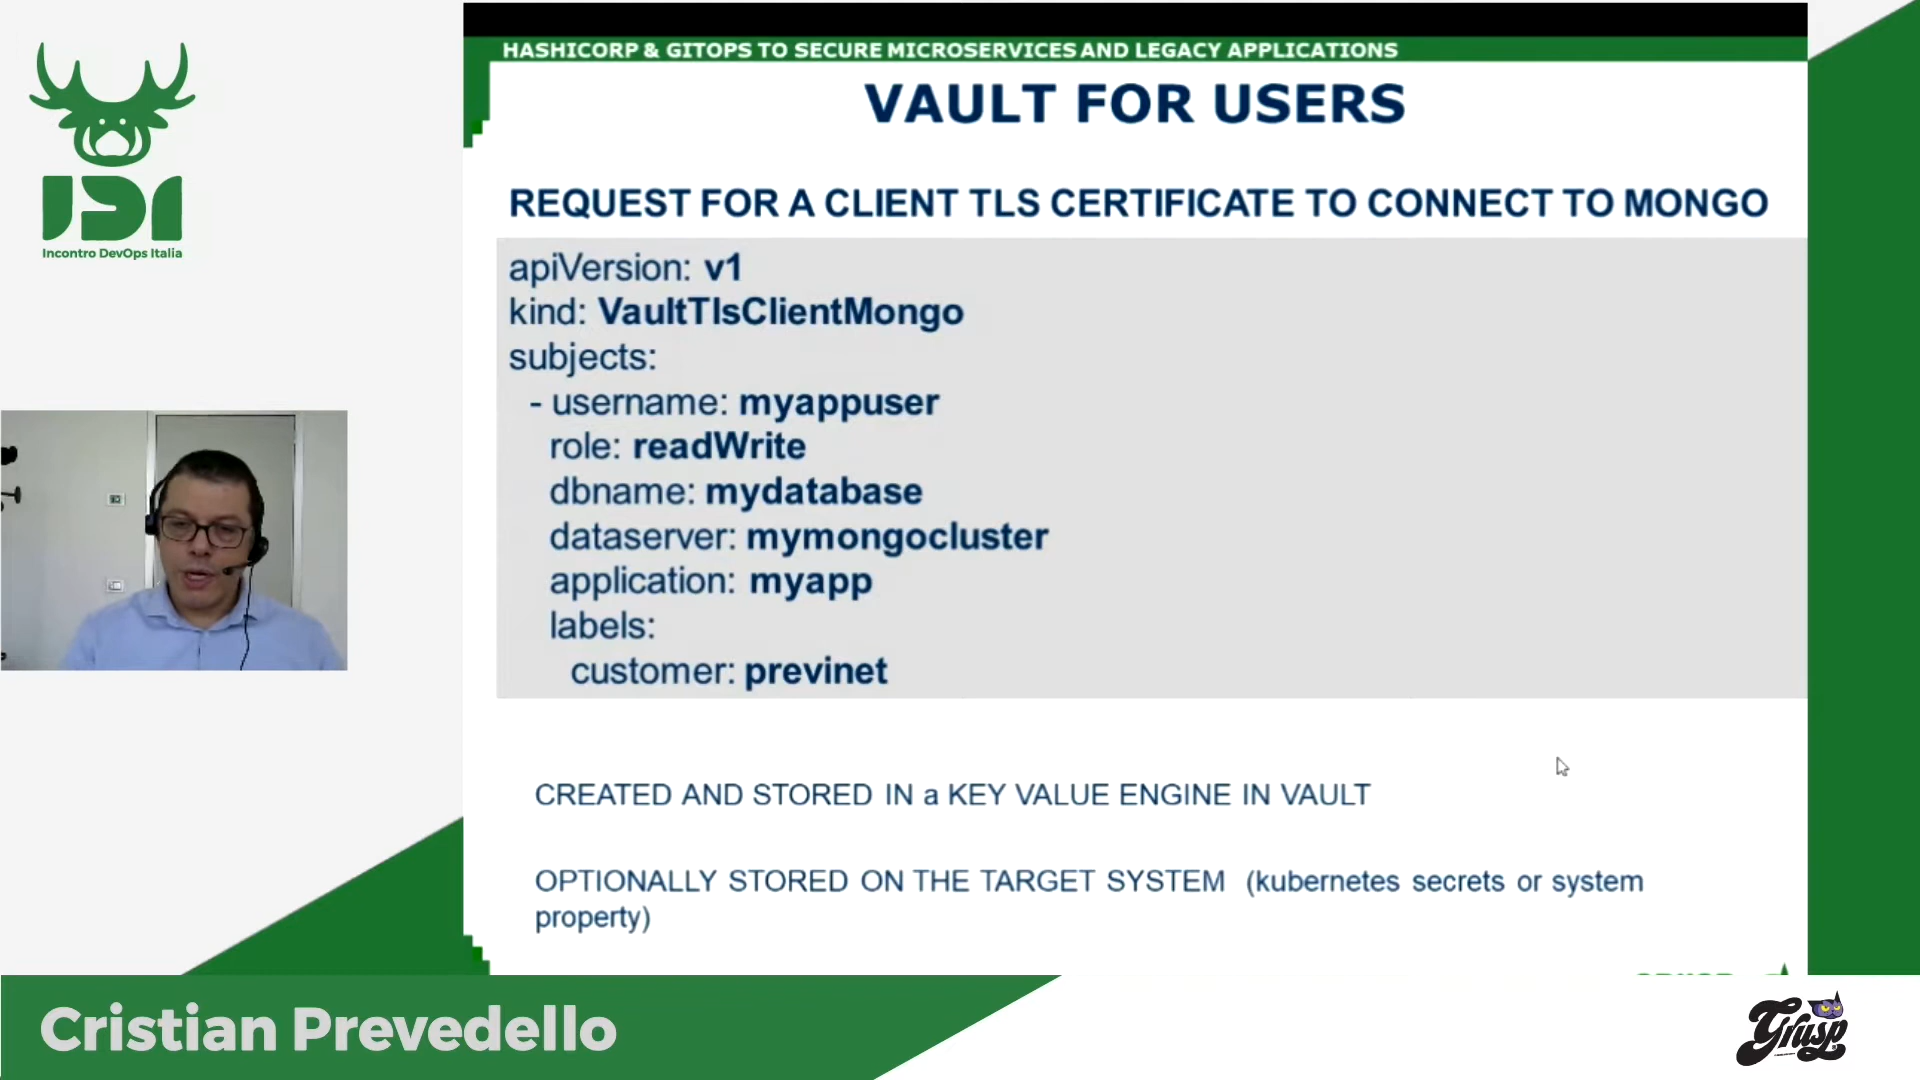 HASHICORP & GITOPS TO SECURE MICROSERVICES AND LEGACY APPLICATIONS
VAULT FOR USERS
REQUEST FOR A CLIENT TLS CERTIFICATE TO CONNECT TO MONGO
apiVersion: v1
kind: VaultTlsClientMongo
subjects:
- username: myappuser
role: readWrite
dbname: mydatabase
dataserver: mymongocluster
application: myapp
labels:
customer: previnet
CREATED AND STORED IN a KEY VALUE ENGINE IN VAULT
OPTIONALLY STORED ON THE TARGET SYSTEM (kubernetes secrets or system
property)
IDI
Incontro DevOps Italia
Cristian Prevedello
Grusp